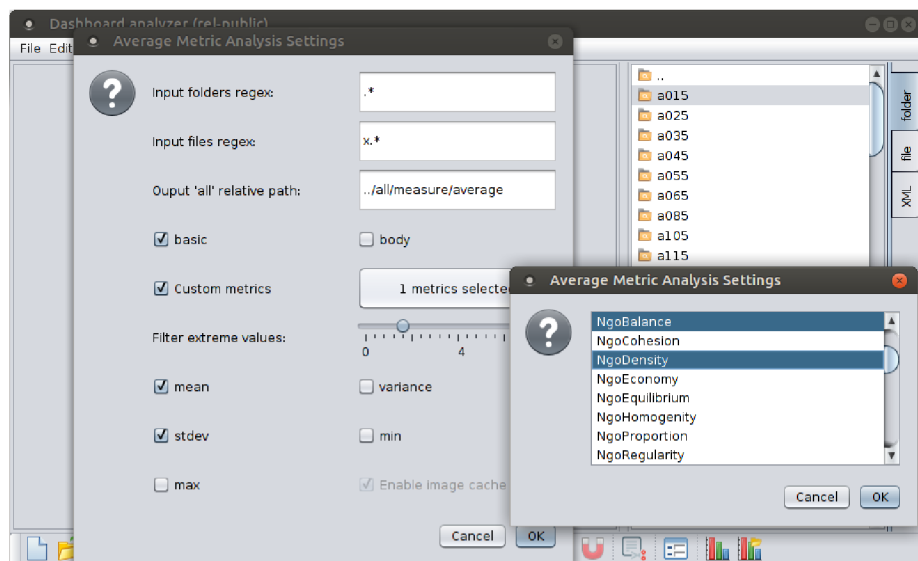 Dashboard analyzer (rel-public)
File Edit
Average Metric Analysis Settings
Input folders regex:
.*
Input files regex:
x.*
Ouput 'all' relative path:
../all/measure/average
basic
body
Custom metrics
1 metrics selected
Filter extreme values:
0
4
mean
variance
stdev
min
max
Enable image cache
Cancel
OK
..
a015
a025
a035
a045
a055
a065
a085
a105
a115
folder
file
XML
Average Metric Analysis Settings
NgoBalance
NgoCohesion
NgoDensity
NgoEconomy
NgoEquilibrium
NgoHomogenity
NgoProportion
NgoRegularity
Cancel
OK